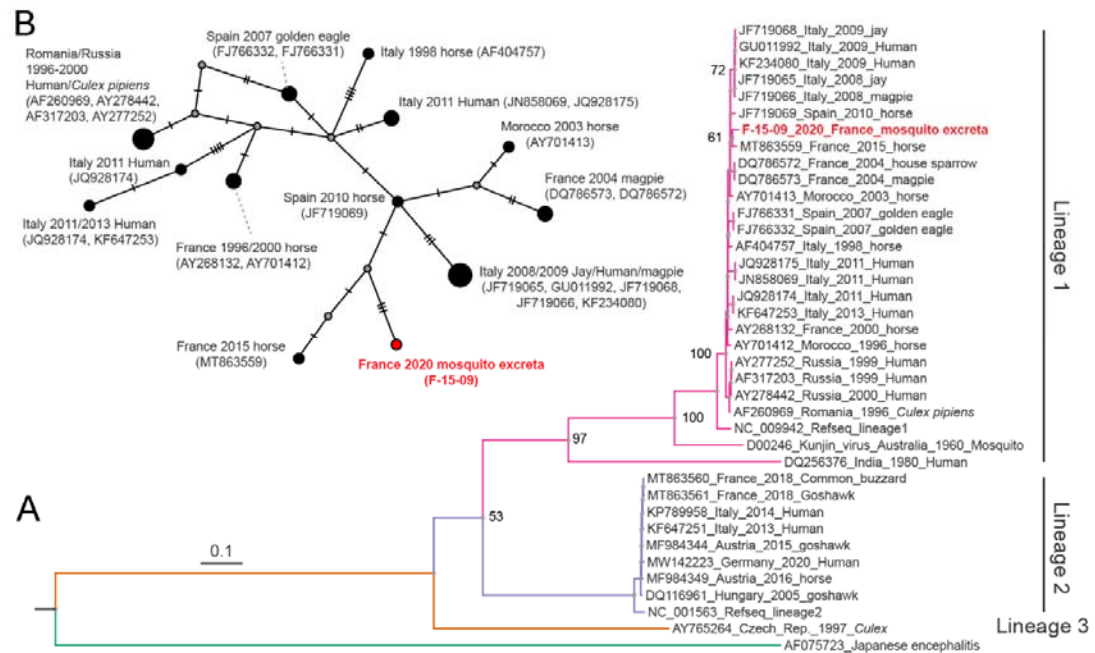 B
Romania/Russia
1996-2000
Human/Culex pipiens
(AF260969, AY278442,
AF317203, AY277252)
Spain 2007 golden eagle
(FJ766332, FJ766331)
Italy 1998 horse (AF404757)
Italy 2011 Human (JN858069, JQ928175)
Morocco 2003 horse
(AY701413)
Italy 2011 Human
(JQ928174)
Spain 2010 horse
(JF719069)
France 2004 magpie
(DQ786573, DQ786572)
Italy 2011/2013 Human
(JQ928174, KF647253)
France 1996/2000 horse
(AY268132, AY701412)
Italy 2008/2009 Jay/Human/magpie
(JF719065, GU011992, JF719068,
JF719066, KF234080)
France 2015 horse
(MT863559)
France 2020 mosquito excreta
(F-15-09)
A
0.1
JF719068_Italy_2009_jay
GU011992_Italy_2009_Human
KF234080_Italy_2009_Human
72
JF719065_Italy_2008_jay
JF719066_Italy_2008_magpie
JF719069_Spain_2010_horse
F-15-09_2020_France_mosquito excreta
61
MT863559_France_2015_horse
DQ786572_France_2004_house sparrow
DQ786573_France_2004_magpie
AY701413_Morocco_2003_horse
FJ766331_Spain_2007_golden eagle
FJ766332_Spain_2007_golden eagle
AF404757_Italy_1998_horse
JQ928175_Italy_2011_Human
JN858069_Italy_2011_Human
JQ928174_Italy_2011_Human
KF647253_Italy_2013_Human
AY268132_France_2000_horse
AY701412_Morocco_1996_horse
100
AY277252_Russia_1999_Human
AF317203_Russia_1999_Human
AY278442_Russia_2000_Human
AF260969_Romania_1996_Culex pipiens
100
NC_009942_Refseq_lineage1
D00246_Kunjin_virus_Australia_1960_Mosquito
97
DQ256376_India_1980_Human
Lineage 1
MT863560_France_2018_Common_buzzard
MT863561_France_2018_Goshawk
KP789958_Italy_2014_Human
53
KF647251_Italy_2013_Human
MF984344_Austria_2015_goshawk
MW142223_Germany_2020_Human
MF984349_Austria_2016_horse
DQ116961_Hungary_2005_goshawk
NC_001563_Refseq_lineage2
Lineage 2
AY765264_Czech_Rep._1997_Culex
Lineage 3
AF075723_Japanese encephalitis